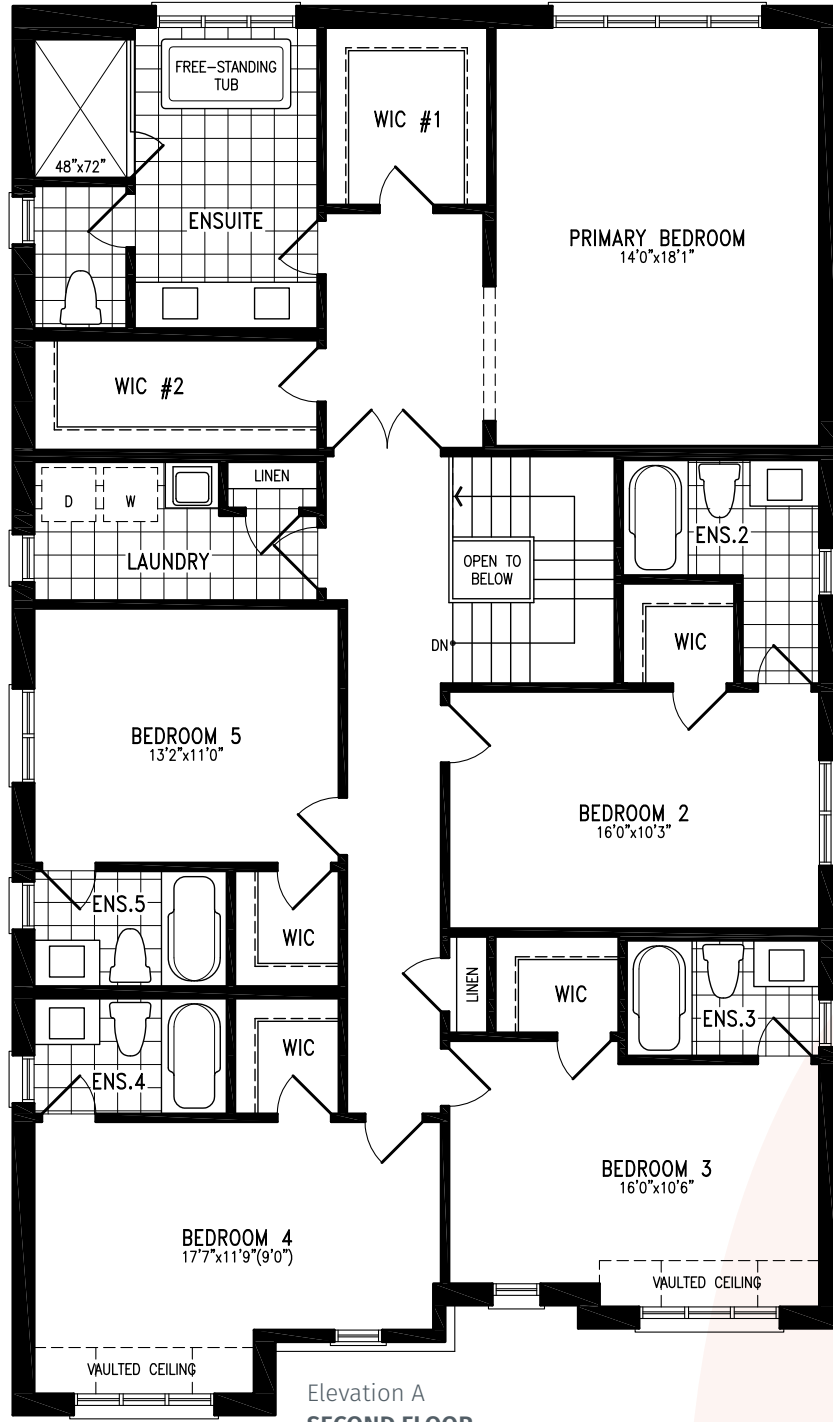 FREE-STANDING
TUB
WIC #1
48"x72"
ENSUITE
PRIMARY BEDROOM
14'0"x18'1"
WIC #2
LINEN
D
W
LAUNDRY
OPEN TO
BELOW
DN
ENS.2
WIC
BEDROOM 5
13'2"x11'0"
BEDROOM 2
16'0"x10'3"
ENS.5
WIC
LINEN
WIC
ENS.3
ENS.4
WIC
BEDROOM 3
16'0"x10'6"
BEDROOM 4
17'7"x11'9"(9'0")
VAULTED CEILING
VAULTED CEILING
Elevation A
SECOND FLOOR